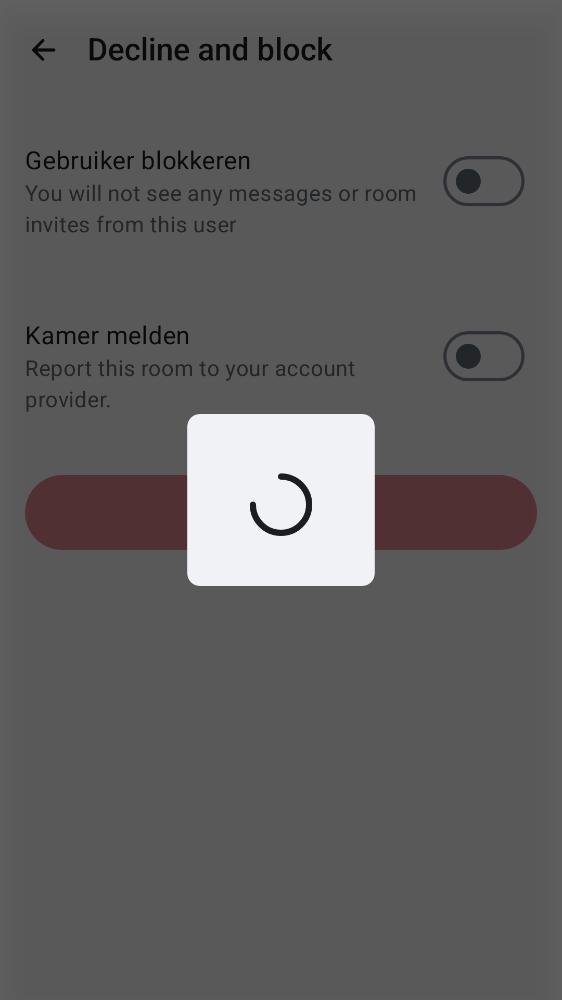 Decline and block
Gebruiker blokkeren
You will not see any messages or room
invites from this user
Kamer melden
Report this room to your account
provider.